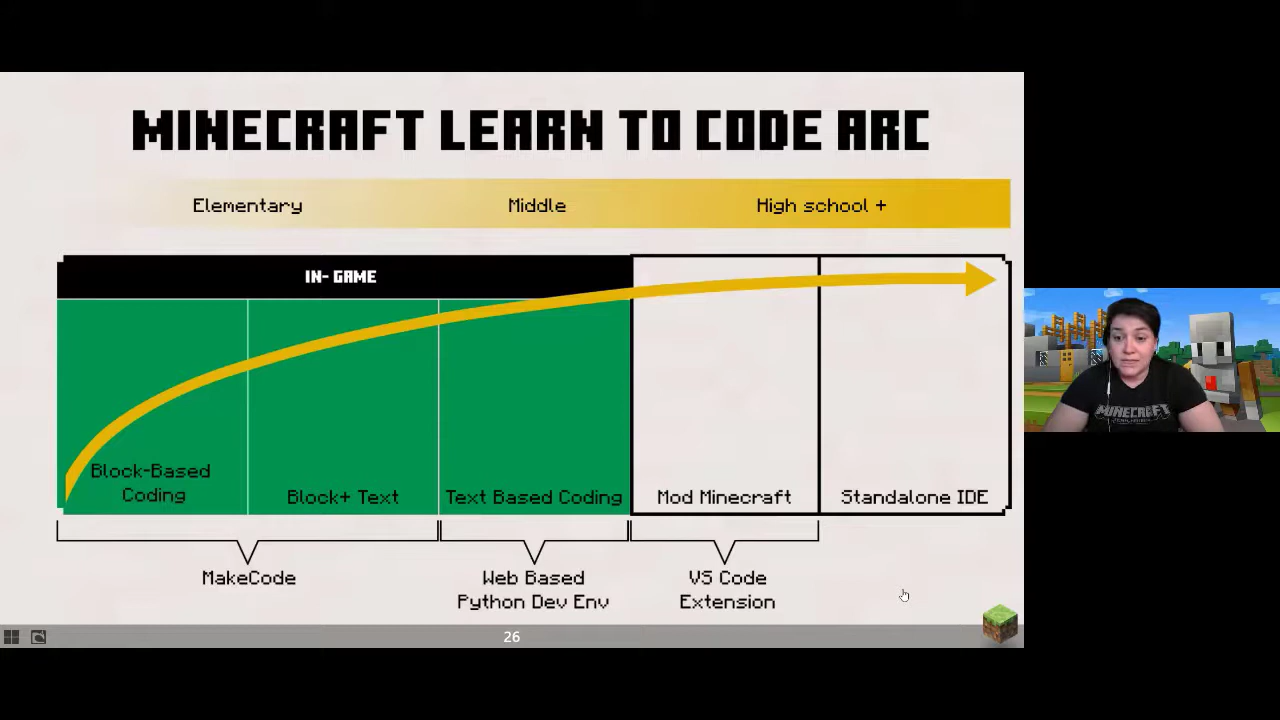 MINECRAFT LEARN TO CODE ARC
Elementary Middle High school +
IN- GAME
Block-Based
Coding
Block+ Text
Text Based Coding
Mod Minecraft
Standalone IDE
MakeCode
Web Based
Python Dev Env
VS Code
Extension
26
MINECRAFT